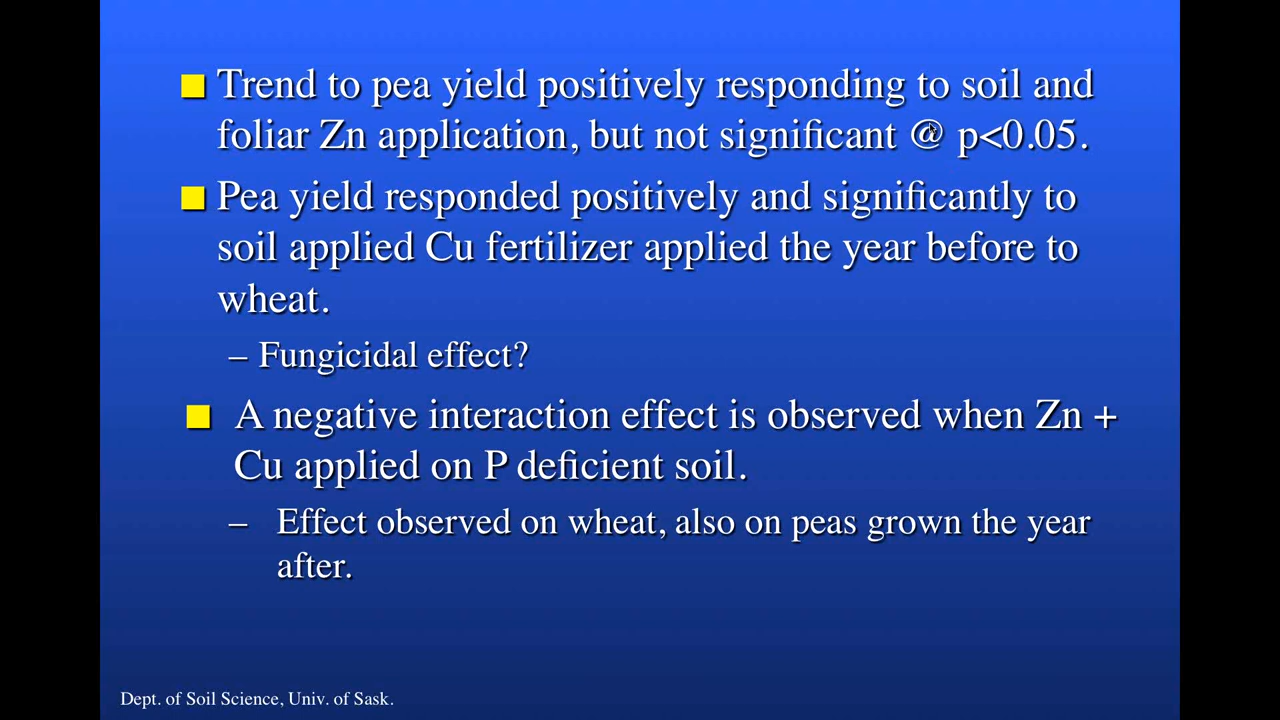 Trend to pea yield positively responding to soil and
foliar Zn application, but not significant @ p<0.05.
Pea yield responded positively and significantly to
soil applied Cu fertilizer applied the year before to
wheat.
– Fungicidal effect?
A negative interaction effect is observed when Zn +
Cu applied on P deficient soil.
– Effect observed on wheat, also on peas grown the year
after.
Dept. of Soil Science, Univ. of Sask.